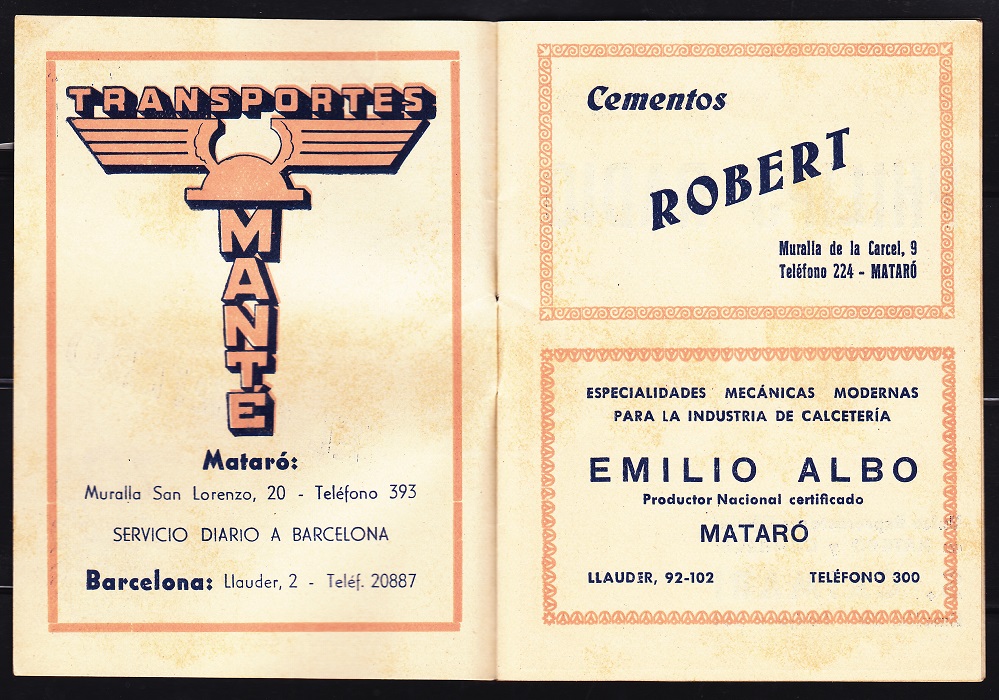 TRANSPORTES
MANTÉ
Mataró:
Muralla San Lorenzo, 20 - Teléfono 393
SERVICIO DIARIO A BARCELONA
Barcelona: Llauder, 2 - Teléf. 20887
Cementos
ROBERT
Muralla de la Carcel, 9
Teléfono 224 - MATARÓ
ESPECIALIDADES MECÁNICAS MODERNAS
PARA LA INDUSTRIA DE CALCETERÍA
EMILIO ALBO
Productor Nacional certificado
MATARÓ
LLAUDER, 92-102 TELÉFONO 300